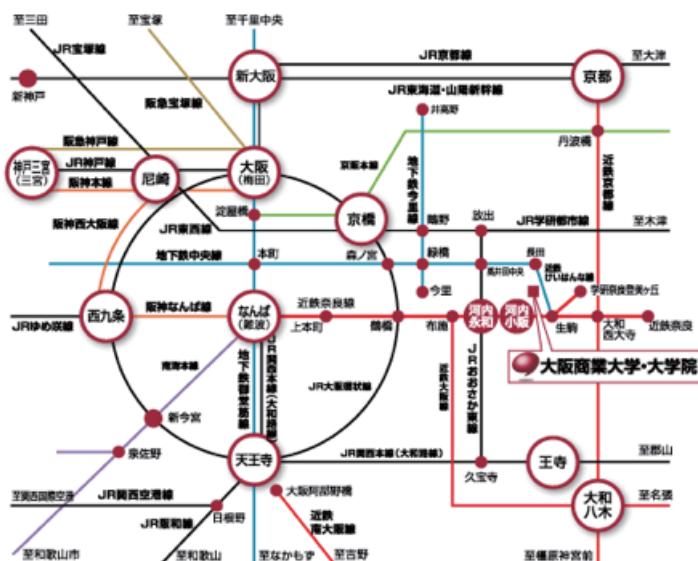 至三田
至宝塚
至千里中央
JR宝塚線
JR京都線
至大津
新大阪
京都
新神戸
阪急宝塚線
JR東海道・山陽新幹線
井高野
丹波橋
阪急神戸線
神戸三宮
(三宮)
JR神戸線
阪神本線
尼崎
大阪
(梅田)
京阪本線
地下鉄今里線
近鉄京都線
淀屋橋
京橋
鴫野
放出
JR学研都市線
至木津
阪神西大阪線
JR東西線
地下鉄中央線
本町
森ノ宮
緑橋
高井田中央
長田
近鉄
けいはんな線
今里
学研奈良登美ヶ丘
西九条
阪神なんば線
なんば
(難波)
近鉄奈良線
上本町
鶴橋
布施
河内
永和
河内
小阪
生駒
大和
西大寺
近鉄奈良
JRゆめ咲線
南海本線
地下鉄御堂筋線
JR関西本線(大和路線)
JR大阪環状線
近鉄大阪線
JRおおさか東線
大阪商業大学・大学院
新今宮
泉佐野
天王寺
JR関西本線(大和路線)
久宝寺
王寺
至郡山
至関西国際空港
JR関西空港線
日根野
大阪阿部野橋
大和
八木
至名張
JR阪和線
近鉄
南大阪線
至和歌山市
至和歌山
至なかもず
至吉野
至橿原神宮前